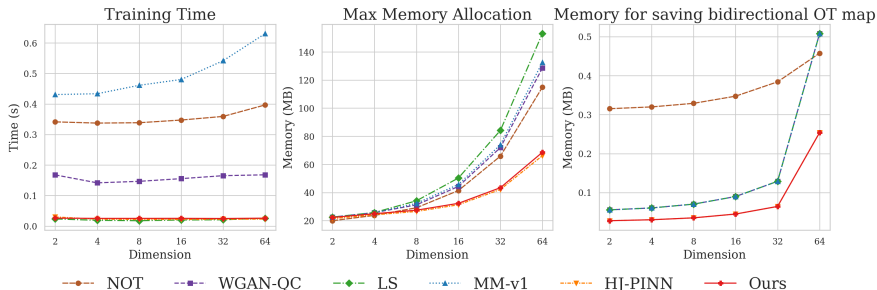 Training Time
Max Memory Allocation
Memory for saving bidirectional OT map
Time (s)
0.6
0.5
0.4
0.3
0.2
0.1
0.0
2 4 8 16 32 64
Dimension
Memory (MB)
140
120
100
80
60
40
20
2 4 8 16 32 64
Dimension
Memory (MB)
0.5
0.4
0.3
0.2
0.1
2 4 8 16 32 64
Dimension
NOT WGAN-QC LS MM-v1 HJ-PINN Ours